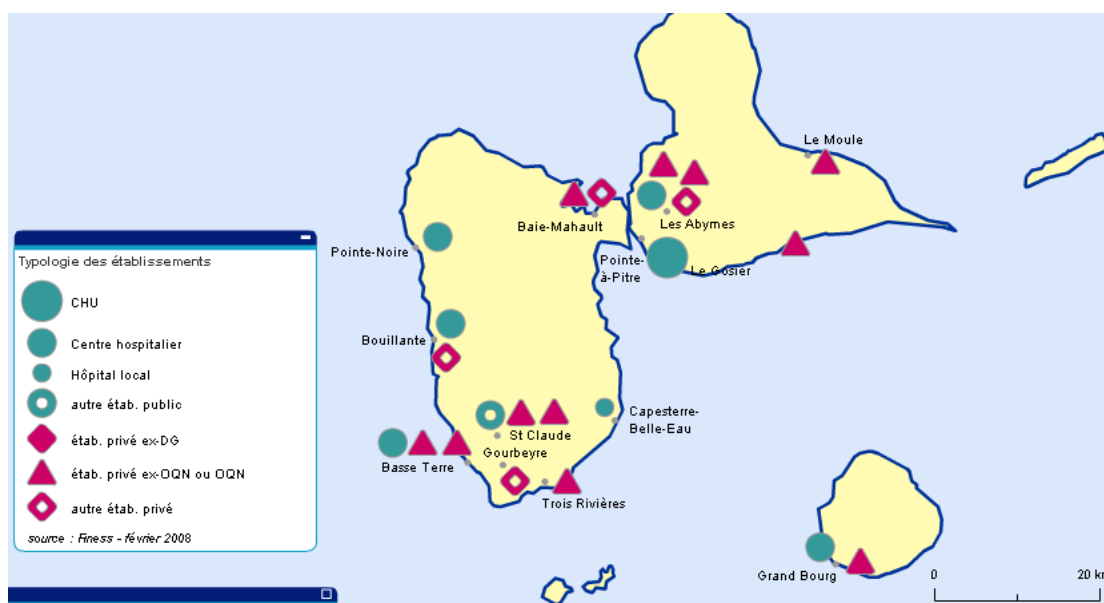 Le Moule
Baie-Mahault
Les Abymes
Pointe-Noire
Pointe-
à-Pitre
Le Gosier
Typologie des établissements
CHU
Centre hospitalier
Hôpital local
autre étab. public
étab. privé ex-DG
étab. privé ex-OQN ou OQN
autre étab. privé
source : Finess - février 2008
Bouillante
Capesterre-
Belle-Eau
St Claude
Gourbeyre
Basse Terre
Trois Rivières
Grand Bourg
0
20 km